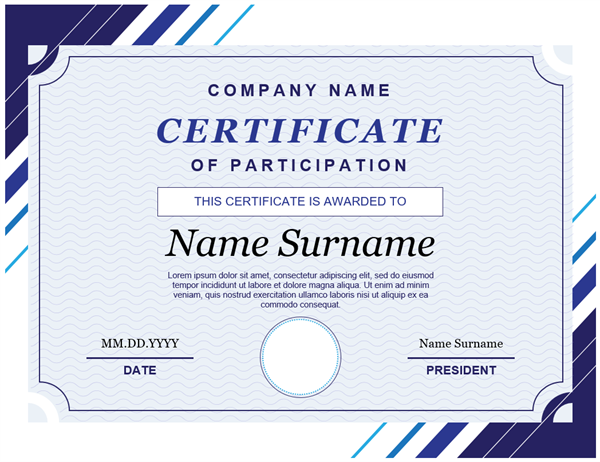 COMPANY NAME
CERTIFICATE
OF PARTICIPATION
THIS CERTIFICATE IS AWARDED TO
Name Surname
Lorem ipsum dolor sit amet, consectetur adipiscing elit, sed do eiusmod
tempor incididunt ut labore et dolore magna aliqua. Ut enim ad minim
veniam, quis nostrud exercitation ullamco laboris nisi ut aliquip ex ea
commodo consequat.
MM.DD.YYYY
Name Surname
DATE
PRESIDENT